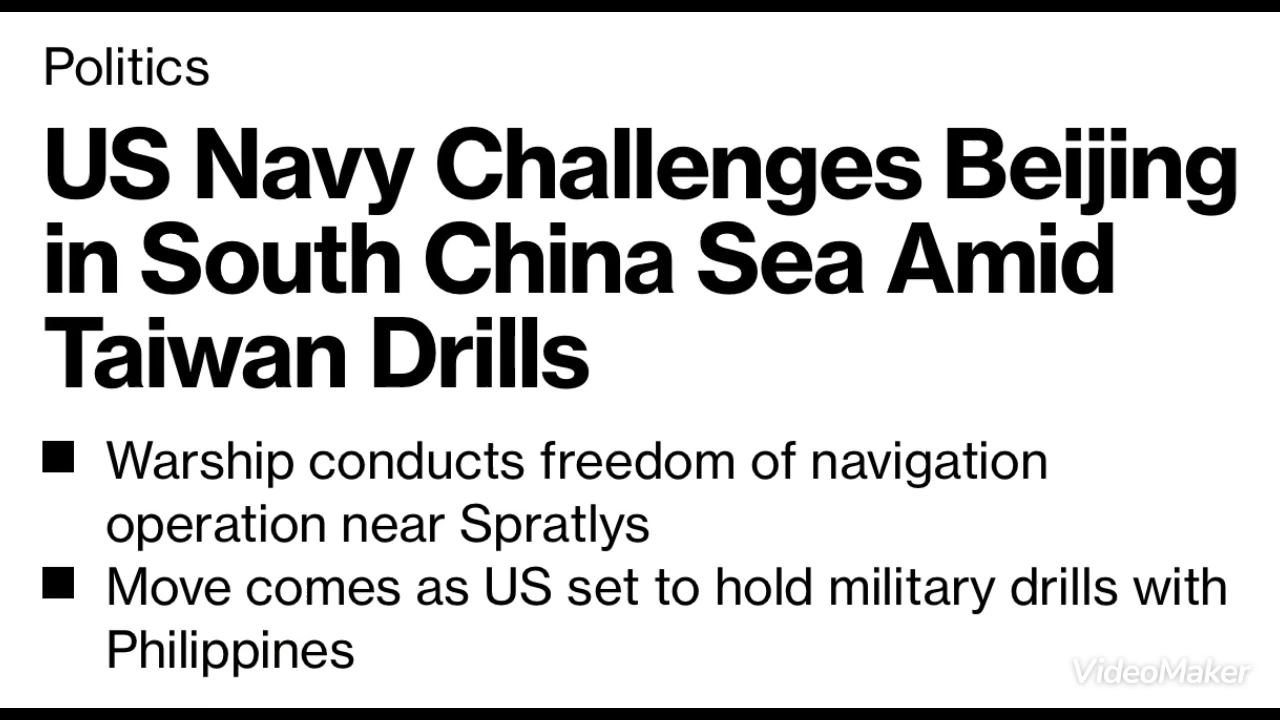 Politics
US Navy Challenges Beijing
in South China Sea Amid
Taiwan Drills
■ Warship conducts freedom of navigation
operation near Spratlys
■ Move comes as US set to hold military drills with
Philippines
VideoMaker